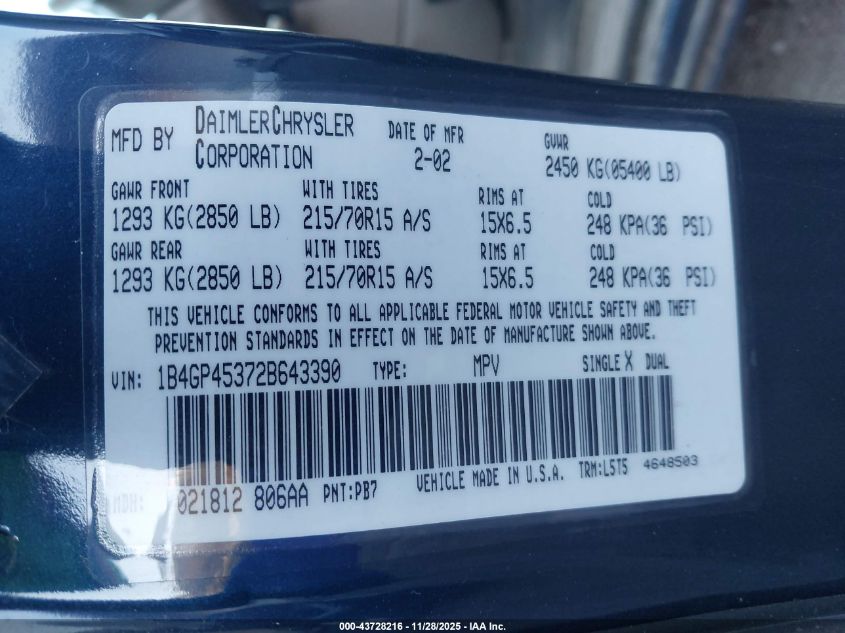 MFD BY DAIMLERCHRYSLER CORPORATION DATE OF MFR 2-02 GVWR 2450 KG(05400 LB)
GAWR FRONT WITH TIRES RIMS AT COLD
1293 KG(2850 LB) 215/70R15 A/S 15X6.5 248 KPA(36 PSI)
GAWR REAR WITH TIRES RIMS AT COLD
1293 KG(2850 LB) 215/70R15 A/S 15X6.5 248 KPA(36 PSI)
THIS VEHICLE CONFORMS TO ALL APPLICABLE FEDERAL MOTOR VEHICLE SAFETY AND THEFT
PREVENTION STANDARDS IN EFFECT ON THE DATE OF MANUFACTURE SHOWN ABOVE.
VIN: 1B4GP45372B643390 TYPE: MPV SINGLE X DUAL
MDH: 021812 806AA PNT:PB7 VEHICLE MADE IN U.S.A. TRM:L5T5 4648503
000-43728216 - 11/28/2025 - IAA Inc.